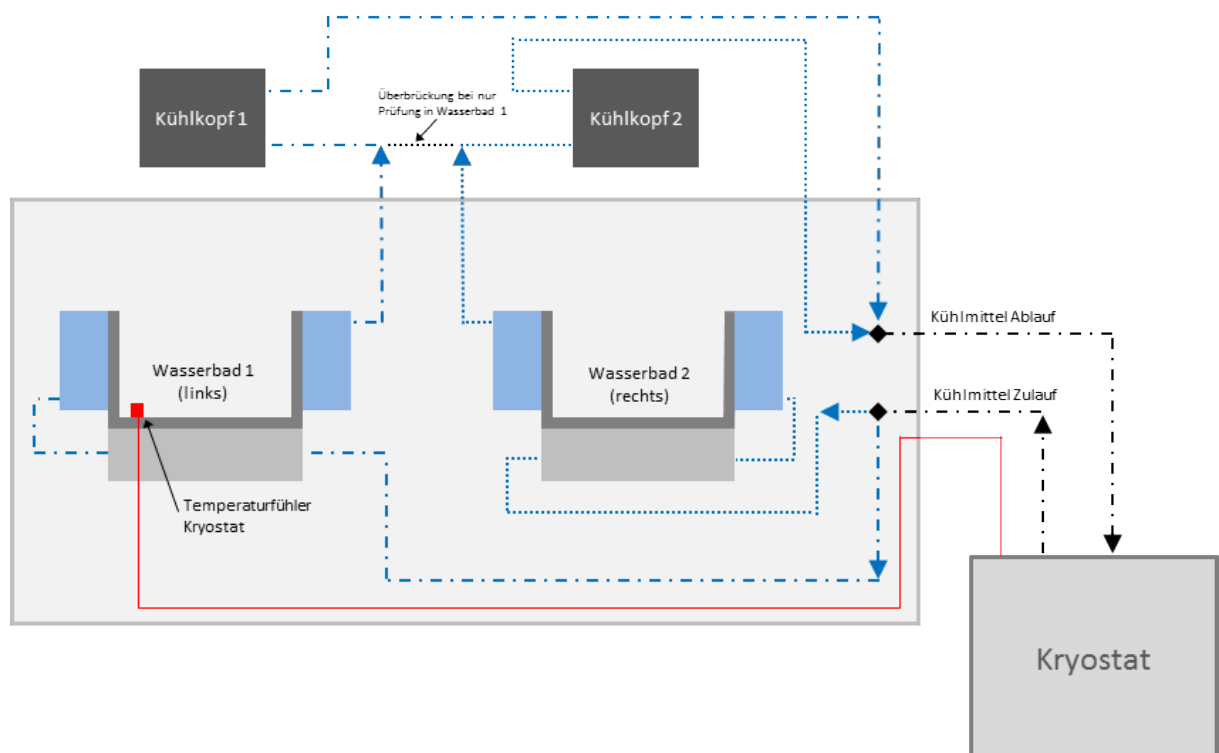 Kühlkopf 1
Überbrückung bei nur
Prüfung in Wasserbad 1
Kühlkopf 2
Kühlmittel Ablauf
Wasserbad 1
(links)
Wasserbad 2
(rechts)
Kühlmittel Zulauf
Temperaturfühler
Kryostat
Kryostat